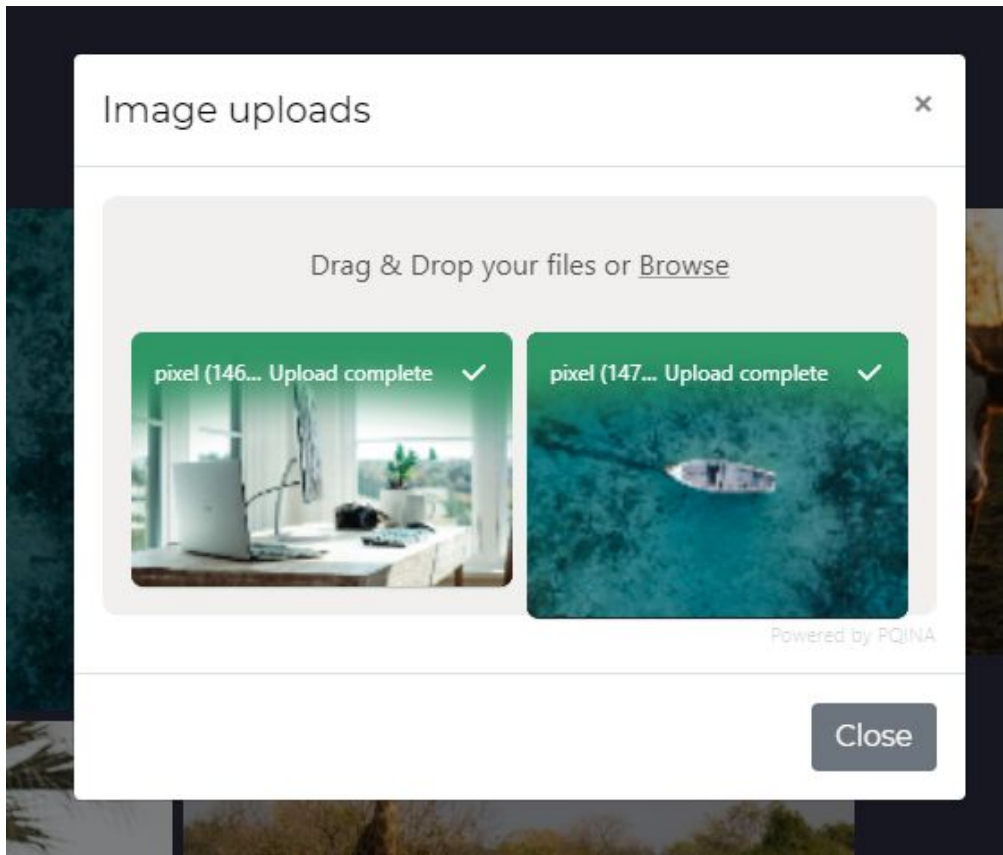 Image uploads ×
Drag & Drop your files or Browse
pixel (146... Upload complete
pixel (147... Upload complete
Powered by PQINA
Close